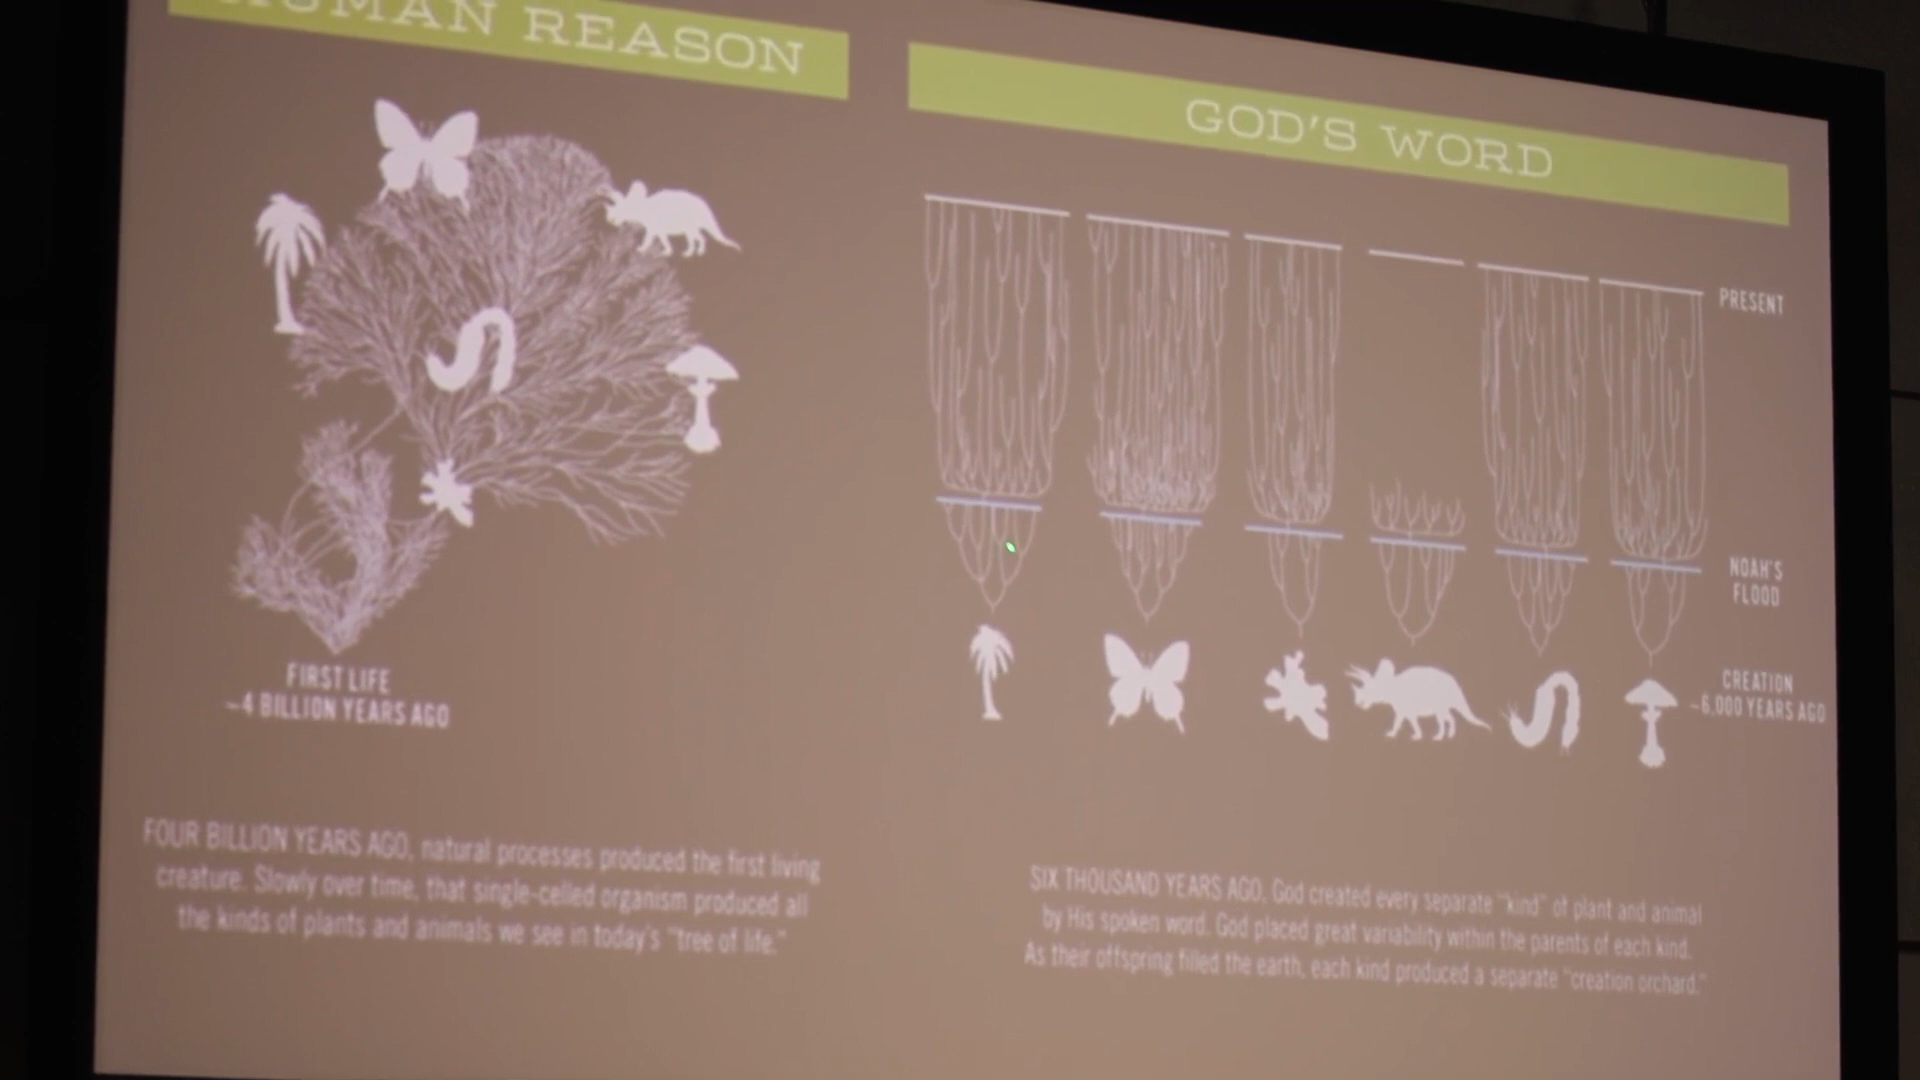 HUMAN REASON
FIRST LIFE
~4 BILLION YEARS AGO
FOUR BILLION YEARS AGO, natural processes produced the first living
creature. Slowly over time, that single-celled organism produced all
the kinds of plants and animals we see in today's "tree of life."
GOD'S WORD
PRESENT
NOAH'S
FLOOD
CREATION
~6,000 YEARS AGO
SIX THOUSAND YEARS AGO, God created every separate "kind" of plant and animal
by His spoken word. God placed great variability within the parents of each kind.
As their offspring filled the earth, each kind produced a separate "creation orchard."